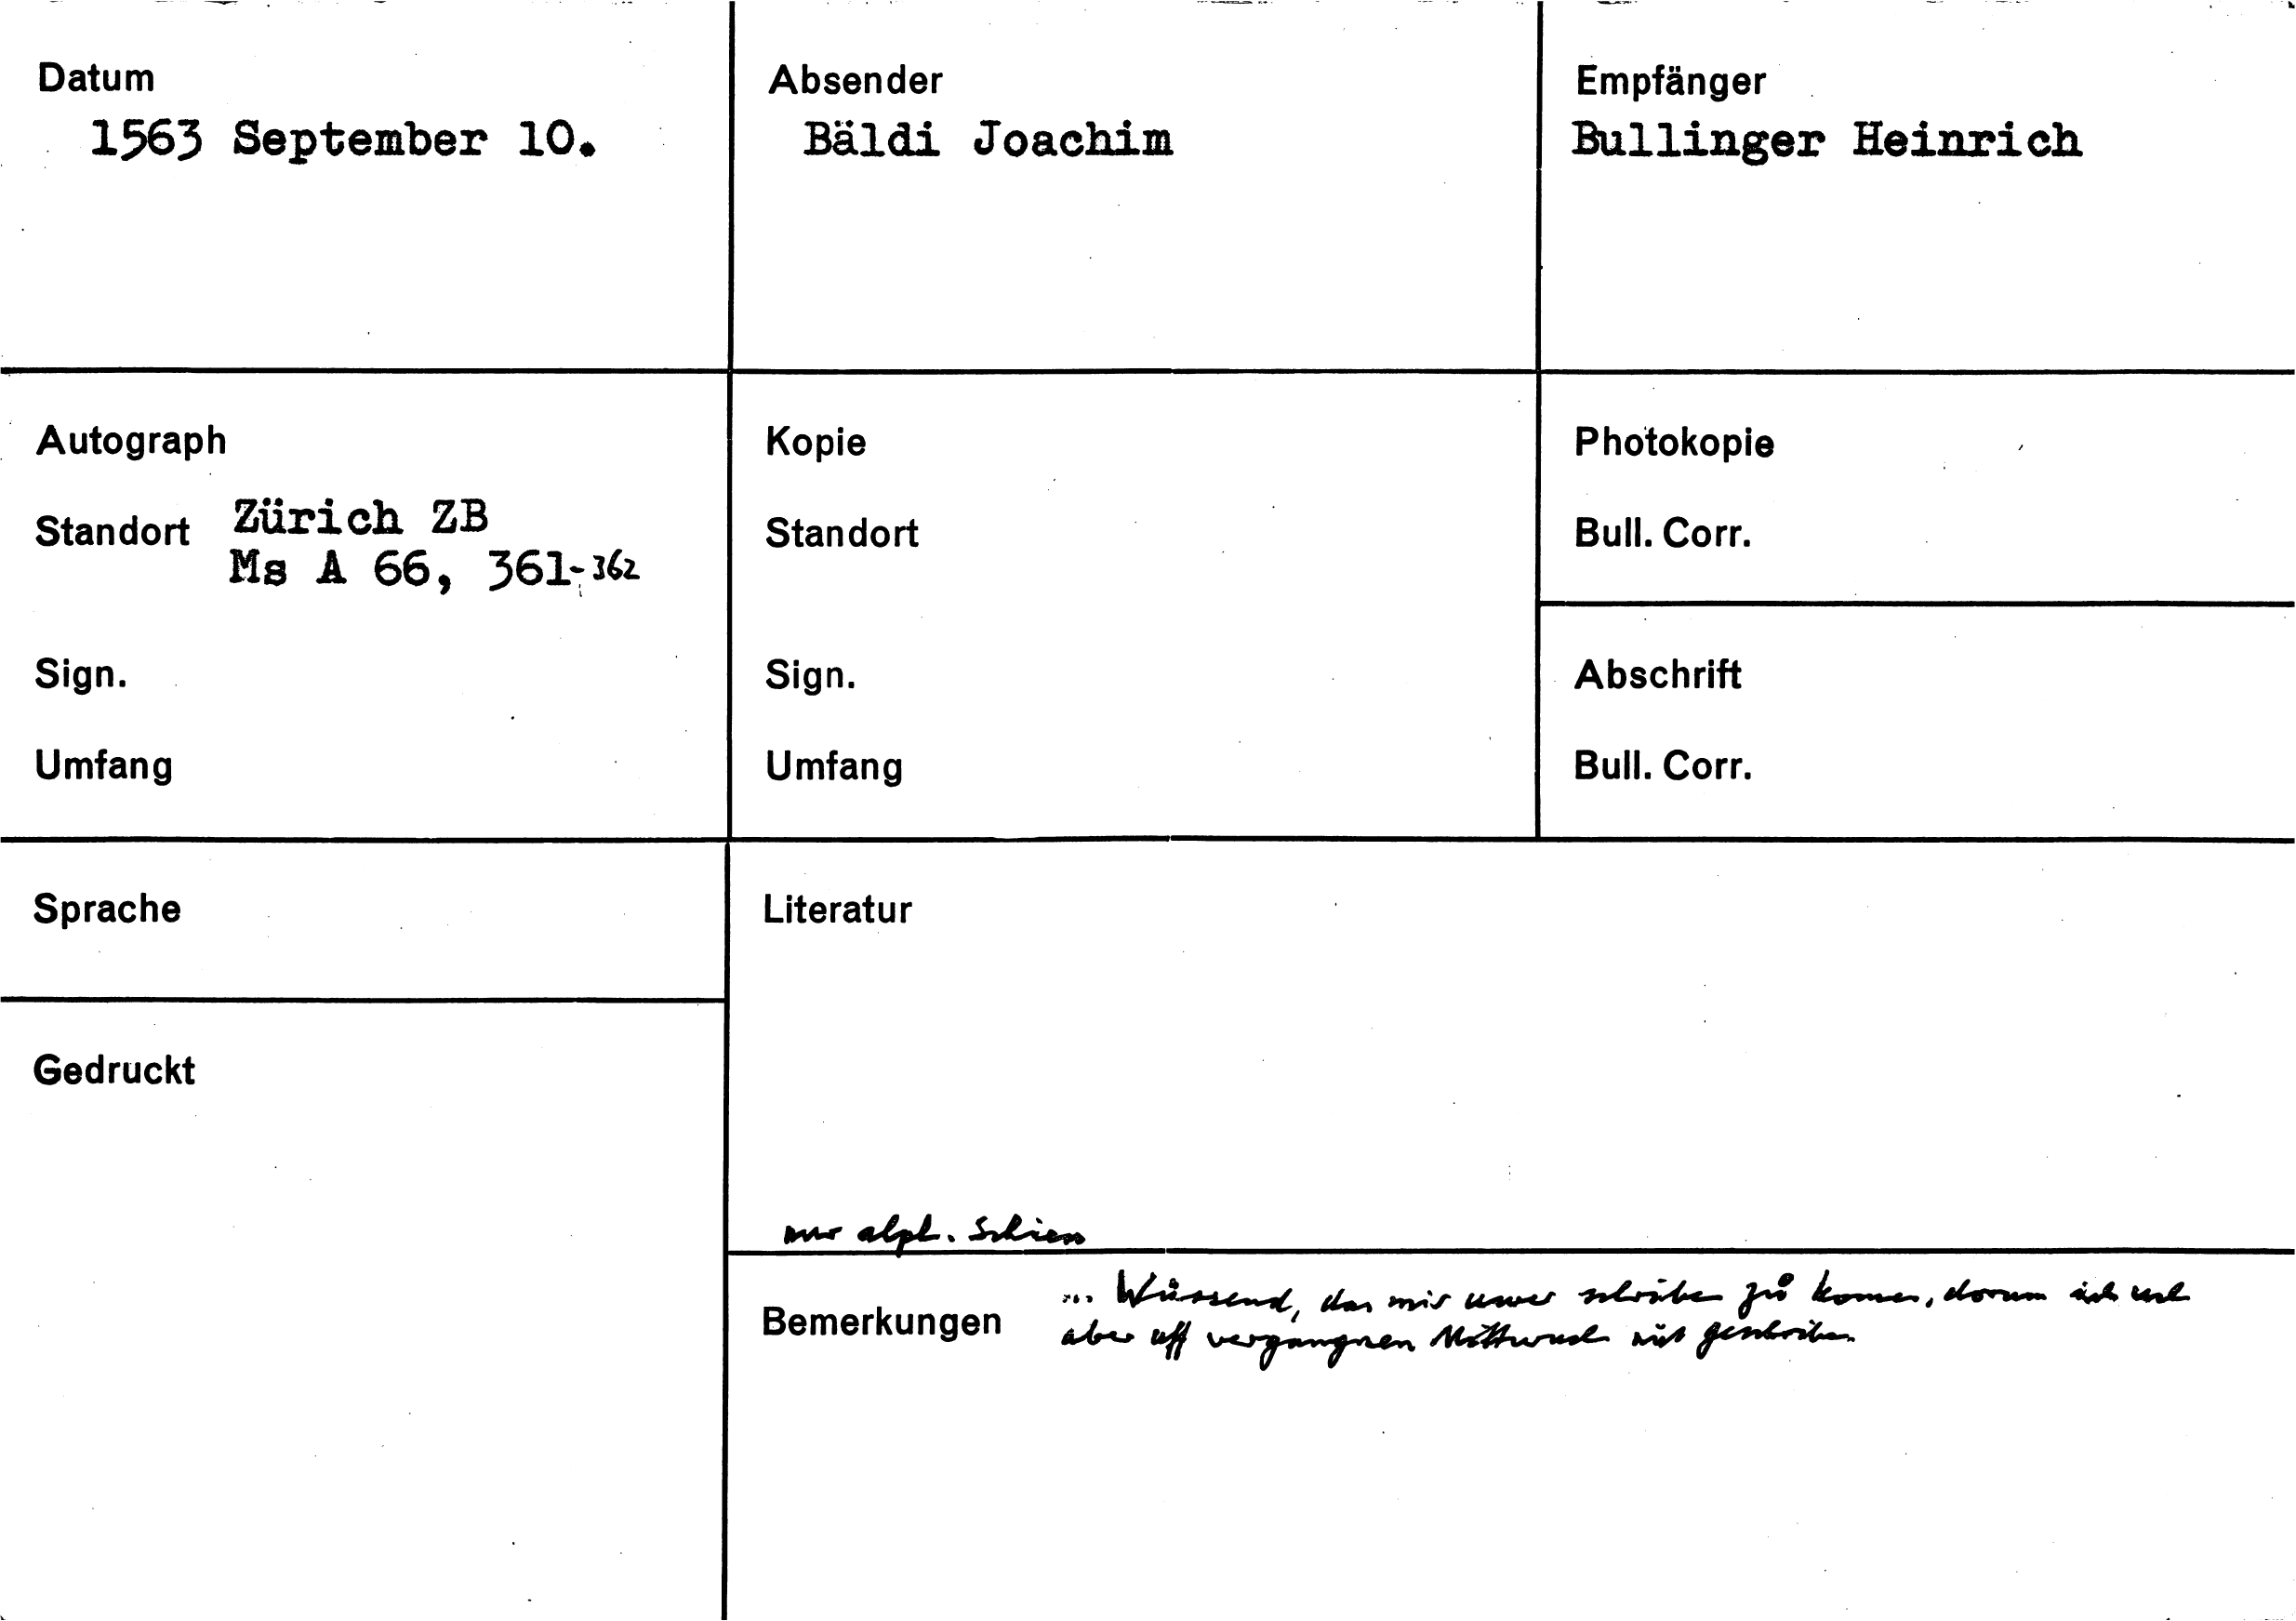 Datum
1563 September 10.
Absender
Bäldi Joachim
Empfänger
Bullinger Heinrich
Autograph
Standort Zürich ZB
Ms A 66, 361-362
Sign.
Umfang
Kopie
Standort
Sign.
Umfang
Photokopie
Bull. Corr.
Abschrift
Bull. Corr.
Sprache
Gedruckt
Literatur
nur alph. Schiess
Bemerkungen ... Wüssend, das mir uwer schriben zů komen, dorum ich uch
aber uff vergangnen Mittwuch nüt geschriben